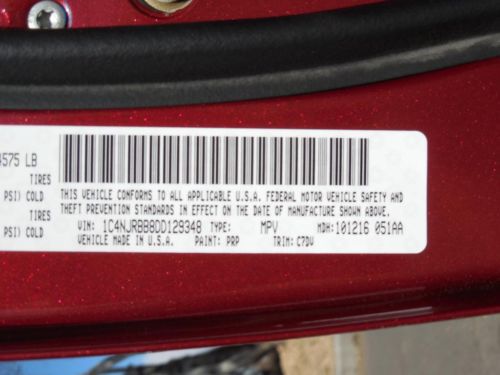 4575 LB
TIRES
PSI) COLD
TIRES
PSI) COLD
THIS VEHICLE CONFORMS TO ALL APPLICABLE U.S.A. FEDERAL MOTOR VEHICLE SAFETY AND
THEFT PREVENTION STANDARDS IN EFFECT ON THE DATE OF MANUFACTURE SHOWN ABOVE.
VIN: 1C4NJRBB8DD129348 TYPE: MPV MDH: 101216 051AA
VEHICLE MADE IN U.S.A. PAINT: PRP TRIM: C7DV